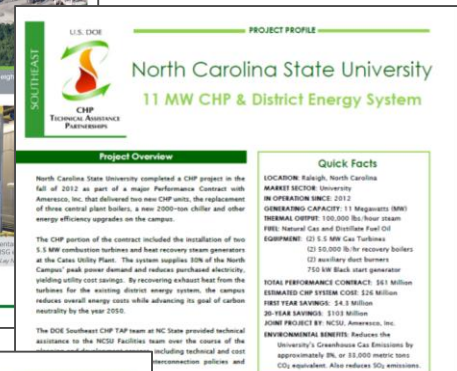 PROJECT PROFILE
U.S. DOE
SOUTHEAST
CHP
TECHNICAL ASSISTANCE
PARTNERSHIPS
North Carolina State University
11 MW CHP & District Energy System
Project Overview
North Carolina State University completed a CHP project in the
fall of 2012 as part of a major Performance Contract with
Ameresco, Inc. that delivered two new CHP units, the replacement
of three central plant boilers, a new 2000-ton chiller and other
energy efficiency upgrades on the campus.
The CHP portion of the contract included the installation of two
5.5 MW combustion turbines and heat recovery steam generators
at the Cates Utility Plant. The system supplies 30% of the North
Campus' peak power demand and reduces purchased electricity,
yielding utility cost savings. By recovering exhaust heat from the
turbines for the existing district energy system, the campus
reduces overall energy costs while advancing its goal of carbon
neutrality by the year 2050.
The DOE Southeast CHP TAP team at NC State provided technical
assistance to the NCSU Facilities team over the course of the
including technical and cost
interconnection policies and
Quick Facts
LOCATION: Raleigh, North Carolina
MARKET SECTOR: University
IN OPERATION SINCE: 2012
GENERATING CAPACITY: 11 Megawatts (MW)
THERMAL OUTPUT: 100,000 lbs/hour steam
FUEL: Natural Gas and Distillate Fuel Oil
EQUIPMENT: (2) 5.5 MW Gas Turbines
(2) 50,000 lb/hr recovery boilers
(2) auxiliary duct burners
750 kW Black start generator
TOTAL PERFORMANCE CONTRACT: $61 Million
ESTIMATED CHP SYSTEM COST: $26 Million
FIRST YEAR SAVINGS: $4.3 Million
20-YEAR SAVINGS: $103 Million
JOINT PROJECT BY: NCSU, Ameresco, Inc.
ENVIRONMENTAL BENEFITS: Reduces the
University's Greenhouse Gas Emissions by
approximately 8%, or 33,000 metric tons
CO₂ equivalent. Also reduces SO₂ emissions.